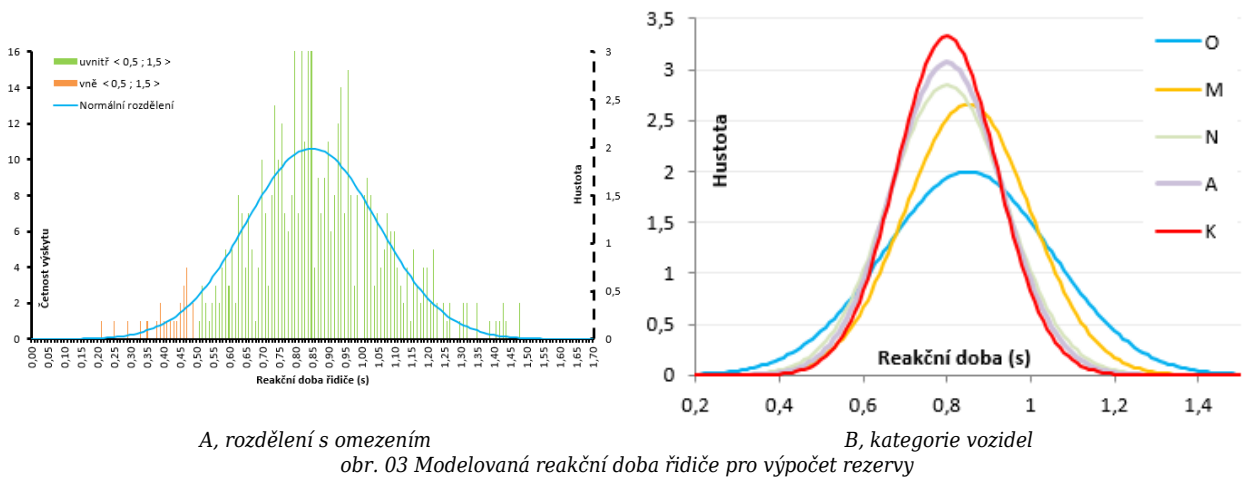 16
14
12
10
8
6
4
2
0
uvnitř < 0,5 ; 1,5 >
vně < 0,5 ; 1,5 >
Normální rozdělení
Četnost výskytu
3
2,5
2
1,5
1
0,5
0
Hustota
0,00 0,05 0,10 0,15 0,20 0,25 0,30 0,35 0,40 0,45 0,50 0,55 0,60 0,65 0,70 0,75 0,80 0,85 0,90 0,95 1,00 1,05 1,10 1,15 1,20 1,25 1,30 1,35 1,40 1,45 1,50 1,55 1,60 1,65 1,70
Reakční doba řidiče (s)
3,5
3
2,5
2
1,5
1
0,5
0
Hustota
O
M
N
A
K
Reakční doba (s)
0,2 0,4 0,6 0,8 1 1,2 1,4
A, rozdělení s omezením
B, kategorie vozidel
obr. 03 Modelovaná reakční doba řidiče pro výpočet rezervy